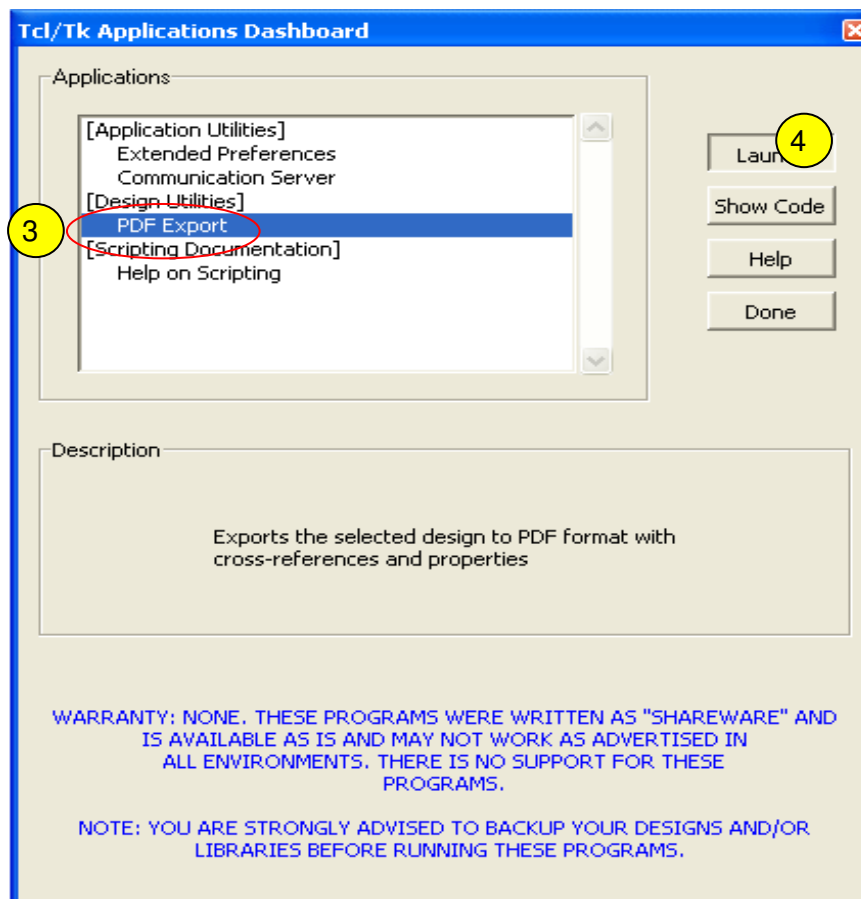 Tcl/Tk Applications Dashboard
Applications
[Application Utilities]
Extended Preferences
Communication Server
[Design Utilities]
3
PDF Export
[Scripting Documentation]
Help on Scripting
4
Show Code
Help
Done
Description
Exports the selected design to PDF format with
cross-references and properties
WARRANTY: NONE. THESE PROGRAMS WERE WRITTEN AS "SHAREWARE" AND
IS AVAILABLE AS IS AND MAY NOT WORK AS ADVERTISED IN
ALL ENVIRONMENTS. THERE IS NO SUPPORT FOR THESE
PROGRAMS.
NOTE: YOU ARE STRONGLY ADVISED TO BACKUP YOUR DESIGNS AND/OR
LIBRARIES BEFORE RUNNING THESE PROGRAMS.